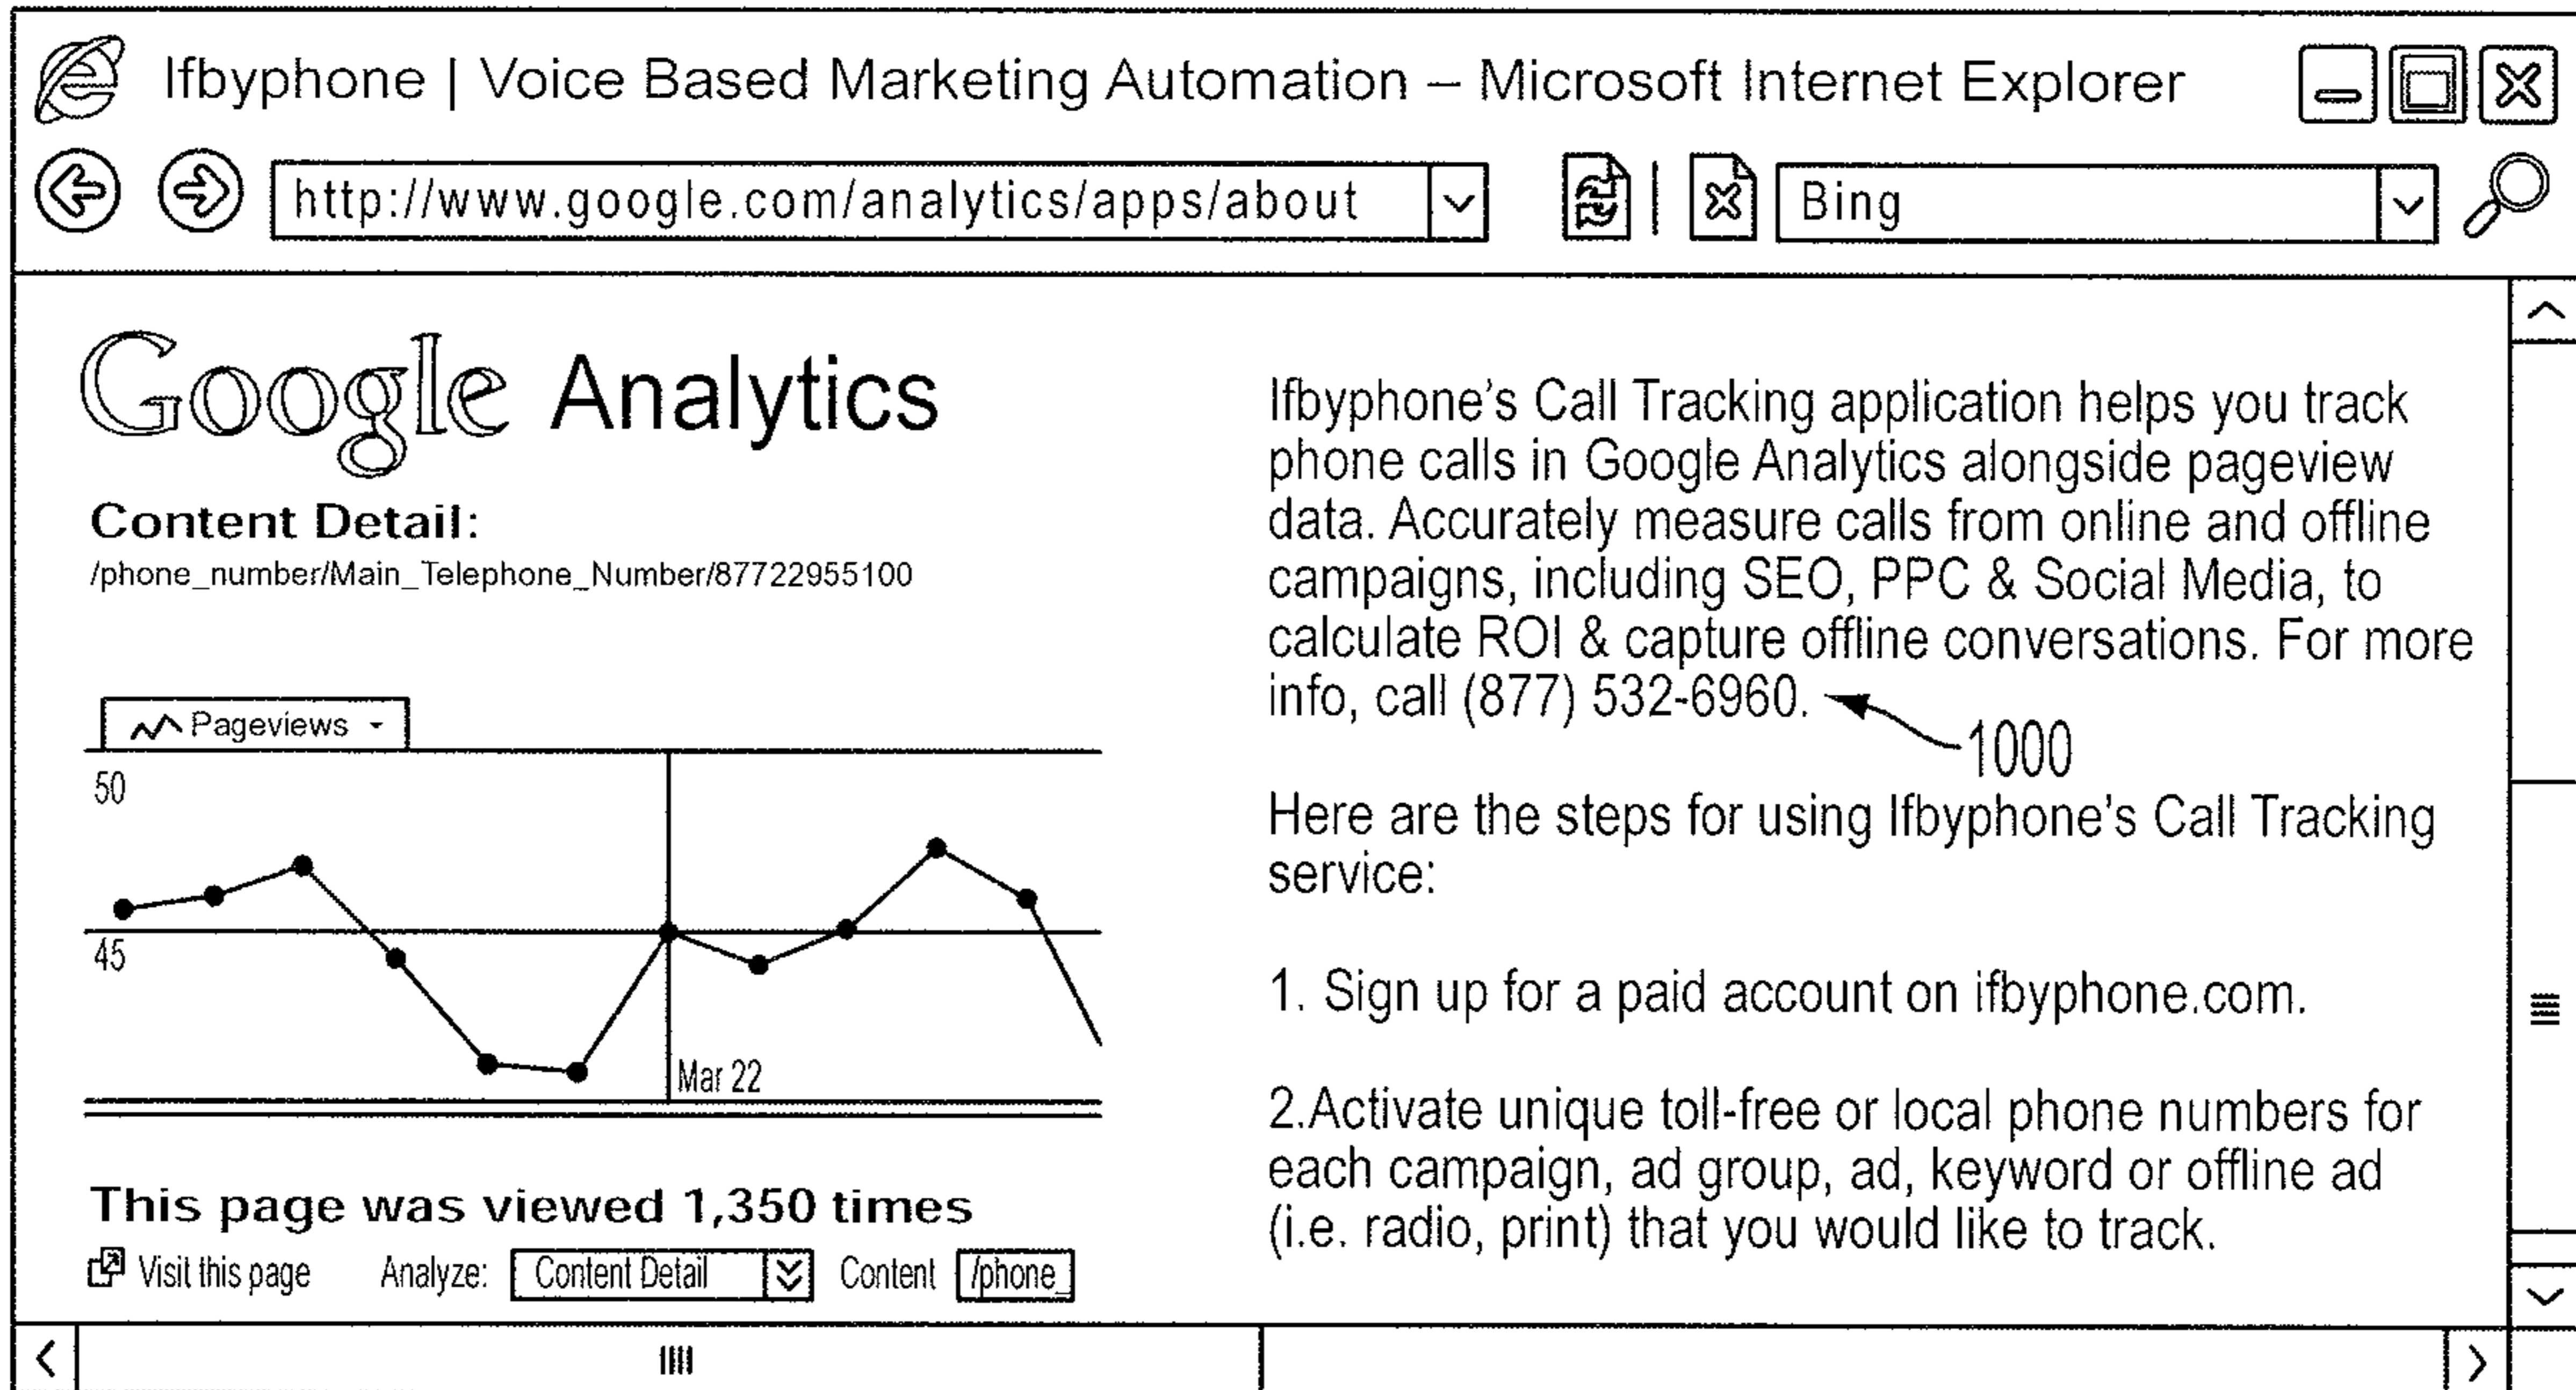 Ifbyphone | Voice Based Marketing Automation – Microsoft Internet Explorer
http://www.google.com/analytics/apps/about
Bing
Google Analytics
Content Detail:
/phone_number/Main_Telephone_Number/87722955100
Pageviews
50
45
Mar 22
This page was viewed 1,350 times
Visit this page Analyze: Content Detail Content /phone_
Ifbyphone's Call Tracking application helps you track
phone calls in Google Analytics alongside pageview
data. Accurately measure calls from online and offline
campaigns, including SEO, PPC & Social Media, to
calculate ROI & capture offline conversations. For more
info, call (877) 532-6960.
1000
Here are the steps for using Ifbyphone's Call Tracking
service:
1. Sign up for a paid account on ifbyphone.com.
2.Activate unique toll-free or local phone numbers for
each campaign, ad group, ad, keyword or offline ad
(i.e. radio, print) that you would like to track.